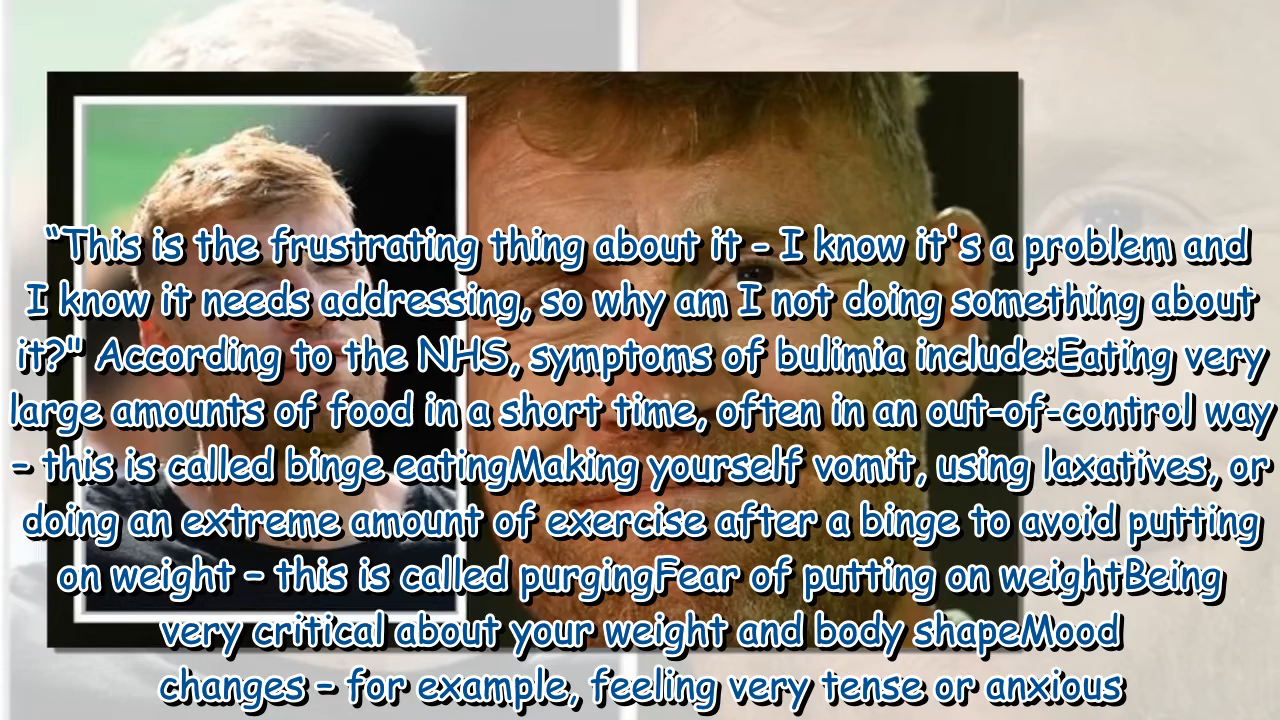 “This is the frustrating thing about it - I know it's a problem and
I know it needs addressing, so why am I not doing something about
it?" According to the NHS, symptoms of bulimia include:Eating very
large amounts of food in a short time, often in an out-of-control way
– this is called binge eatingMaking yourself vomit, using laxatives, or
doing an extreme amount of exercise after a binge to avoid putting
on weight – this is called purgingFear of putting on weightBeing
very critical about your weight and body shapeMood
changes – for example, feeling very tense or anxious